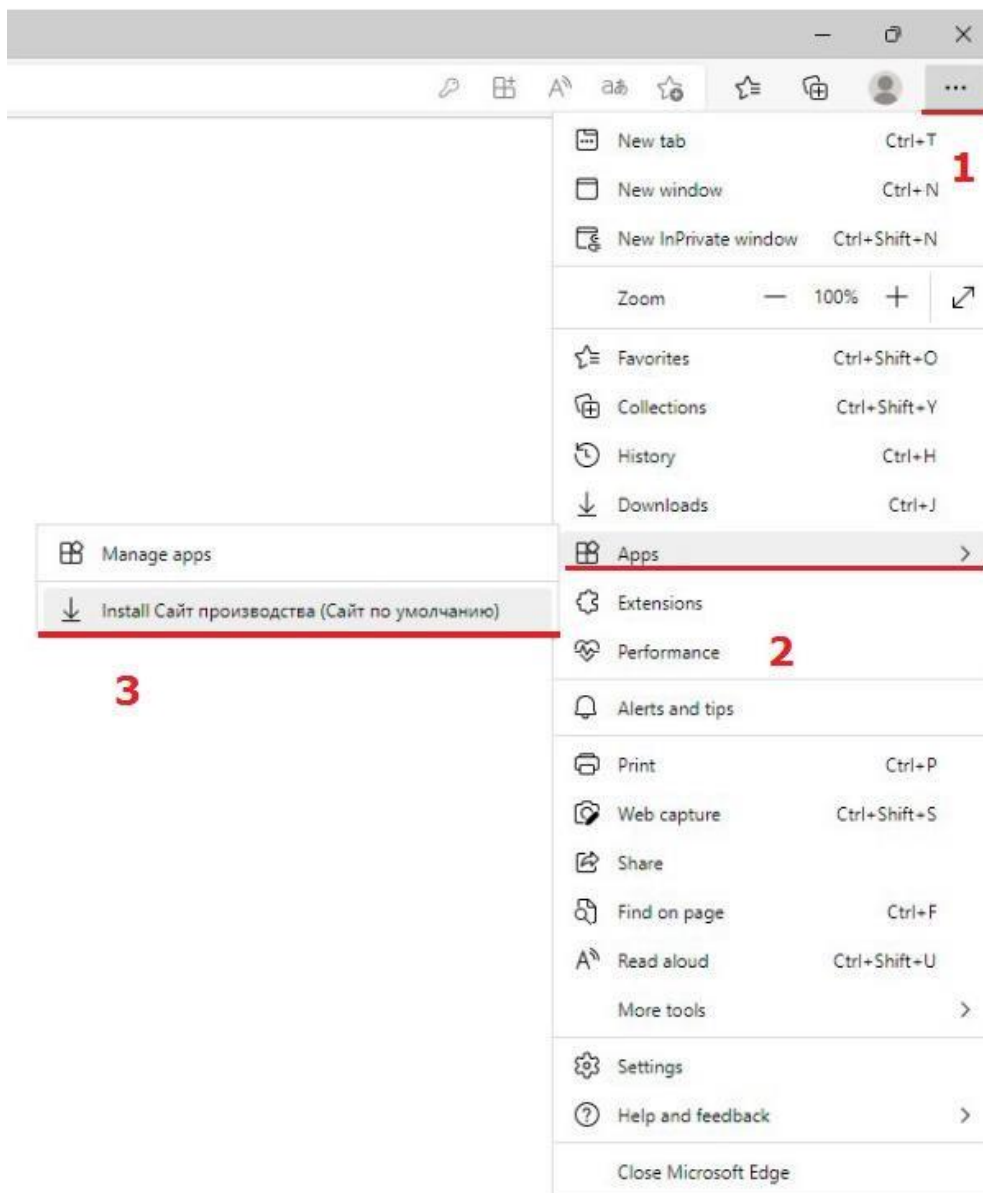 New tab Ctrl+T
1
New window Ctrl+N
New InPrivate window Ctrl+Shift+N
Zoom — 100% +
Favorites Ctrl+Shift+O
Collections Ctrl+Shift+Y
History Ctrl+H
Downloads Ctrl+J
Manage apps
Apps
Install Сайт производства (Сайт по умолчанию)
Extensions
Performance
2
3
Alerts and tips
Print Ctrl+P
Web capture Ctrl+Shift+S
Share
Find on page Ctrl+F
Read aloud Ctrl+Shift+U
More tools
Settings
Help and feedback
Close Microsoft Edge